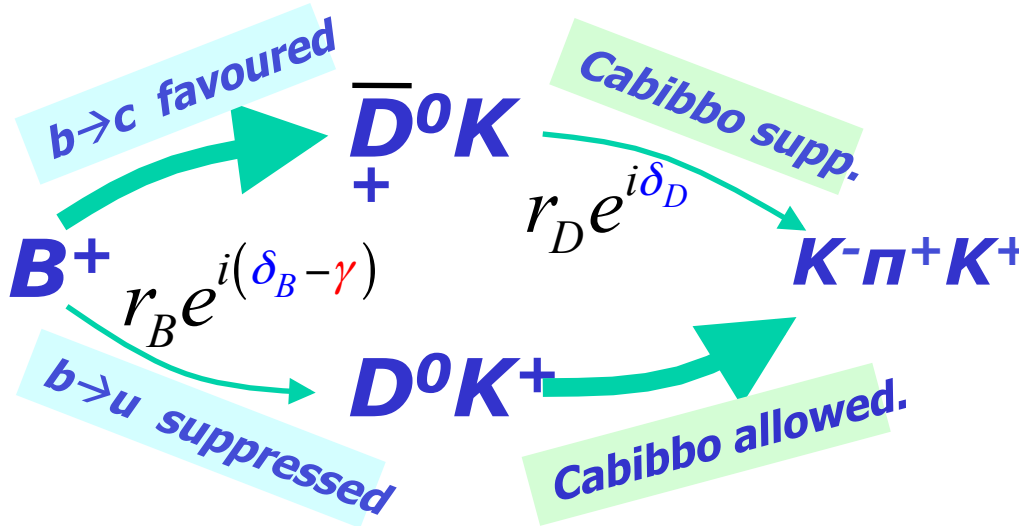 b→c favoured
D̅⁰K
+
Cabibbo supp.
r_D e^{iδ_D}
B⁺
K⁻π⁺K⁺
r_B e^{i(δ_B−γ)}
D⁰K⁺
b→u suppressed
Cabibbo allowed.